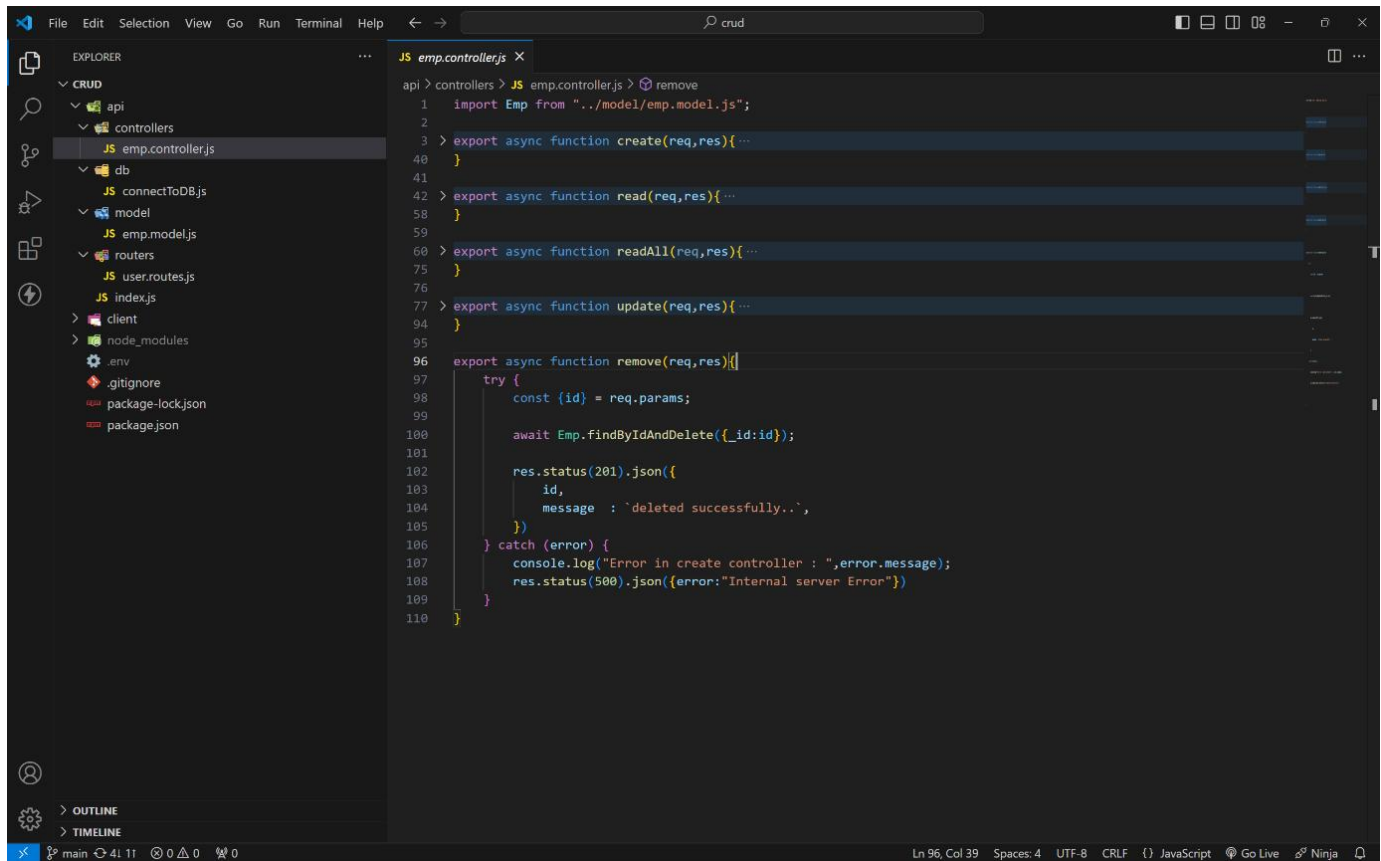 File Edit Selection View Go Run Terminal Help
crud
EXPLORER
CRUD
api
controllers
JS emp.controller.js
db
JS connectToDB.js
model
JS emp.model.js
routers
JS user.routes.js
JS index.js
client
node_modules
.env
.gitignore
package-lock.json
package.json
OUTLINE
TIMELINE
JS emp.controller.js
api > controllers > JS emp.controller.js > remove
1 import Emp from "../model/emp.model.js";
2
3 > export async function create(req,res){ ···
40 }
41
42 > export async function read(req,res){ ···
58 }
59
60 > export async function readAll(req,res){ ···
75 }
76
77 > export async function update(req,res){ ···
94 }
95
96 export async function remove(req,res){
97 try {
98 const {id} = req.params;
99
100 await Emp.findByIdAndDelete({_id:id});
101
102 res.status(201).json({
103 id,
104 message : `deleted successfully..`,
105 })
106 } catch (error) {
107 console.log("Error in create controller : ",error.message);
108 res.status(500).json({error:"Internal server Error"})
109 }
110 }
main 4↓ 1↑ 0 0 0 Ln 96, Col 39 Spaces: 4 UTF-8 CRLF {} JavaScript Go Live Ninja